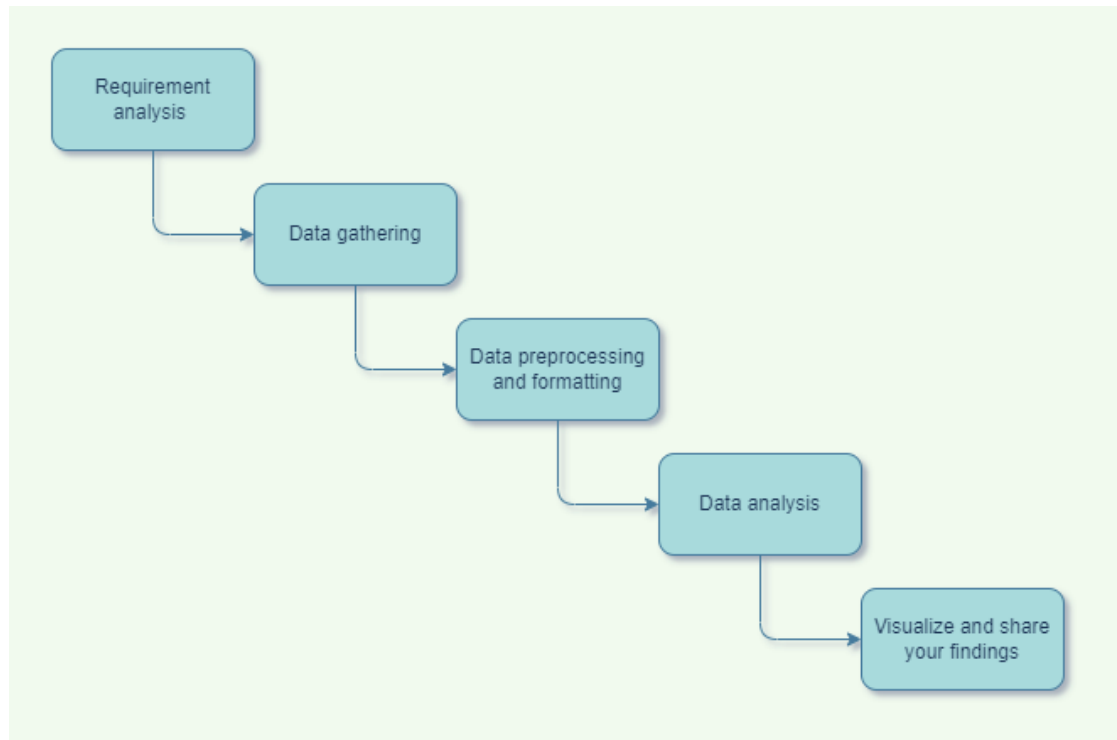 Requirement
analysis
Data gathering
Data preprocessing
and formatting
Data analysis
Visualize and share
your findings